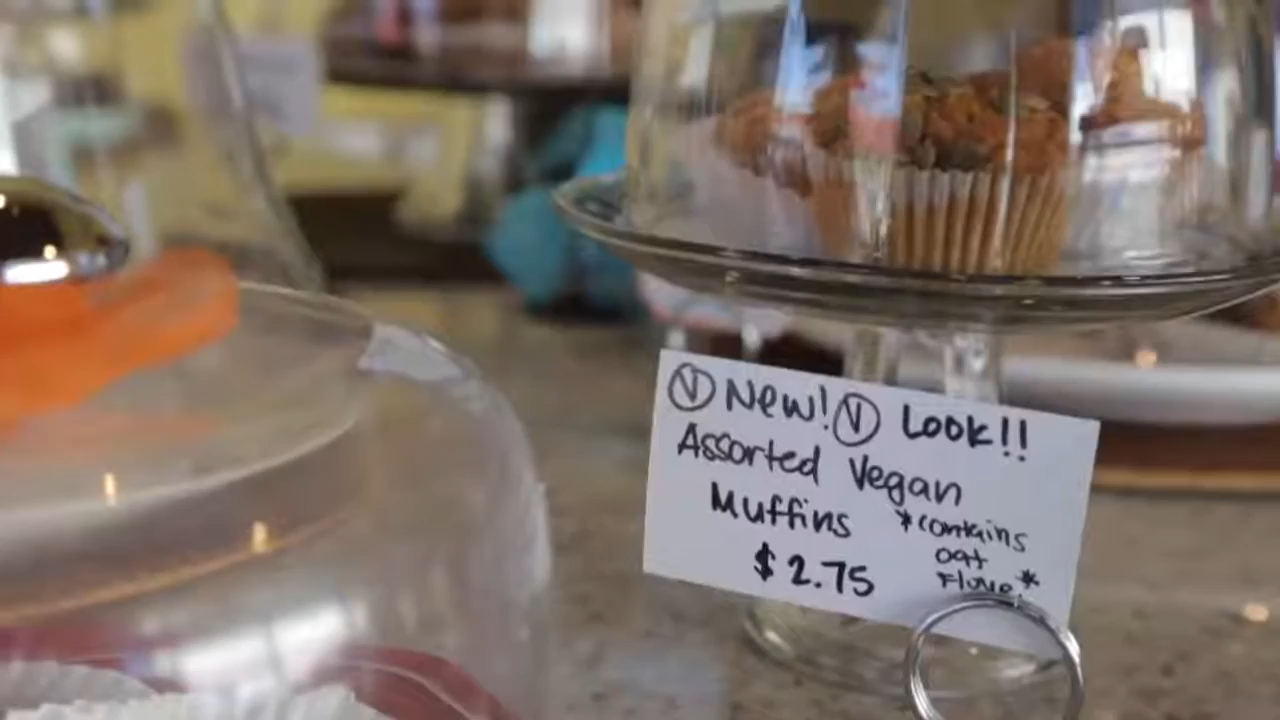 Ⓥ New! Ⓥ Look!!
Assorted Vegan
Muffins
$2.75
*contains
oat
Flour*